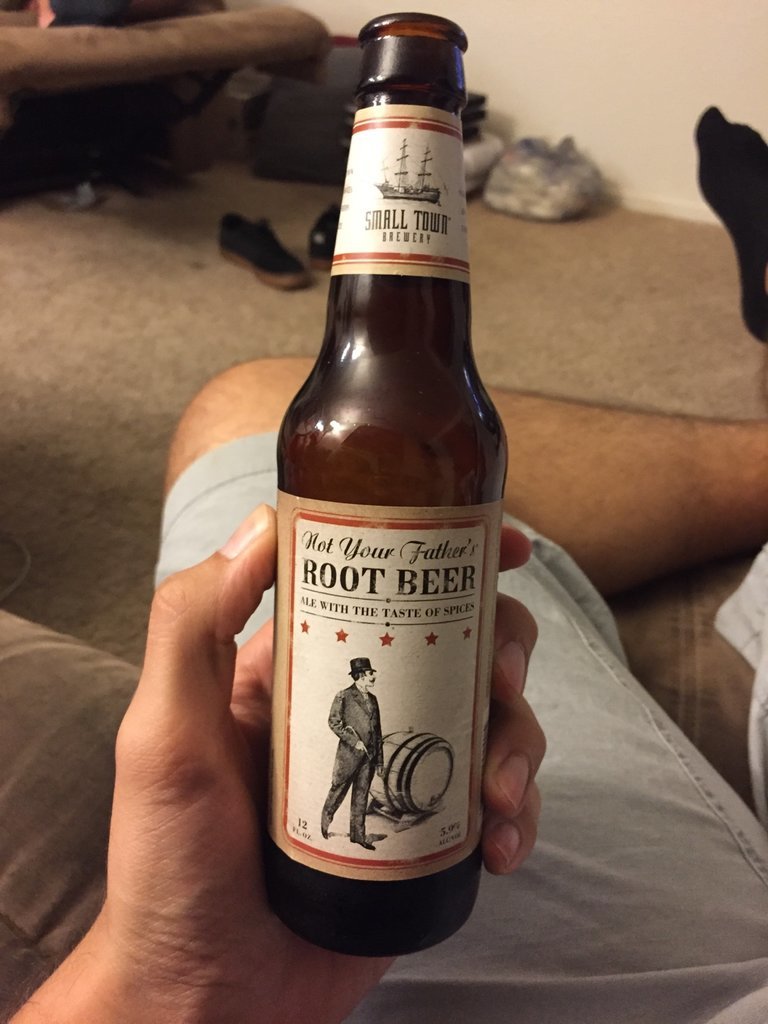 SMALL TOWN
BREWERY
Not Your Father's
ROOT BEER
ALE WITH THE TASTE OF SPICES
12
FL. OZ.
5.9%
ALC/VOL